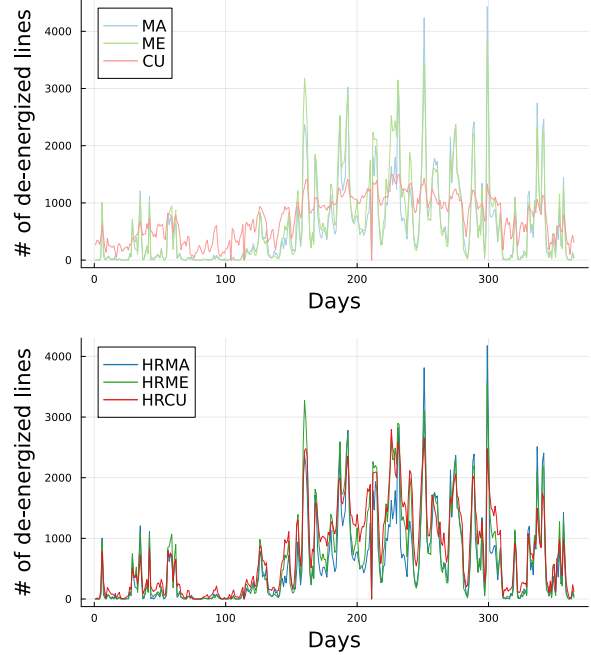 # of de-energized lines
4000
3000
2000
1000
0
MA
ME
CU
0
100
200
300
Days
# of de-energized lines
4000
3000
2000
1000
0
HRMA
HRME
HRCU
0
100
200
300
Days